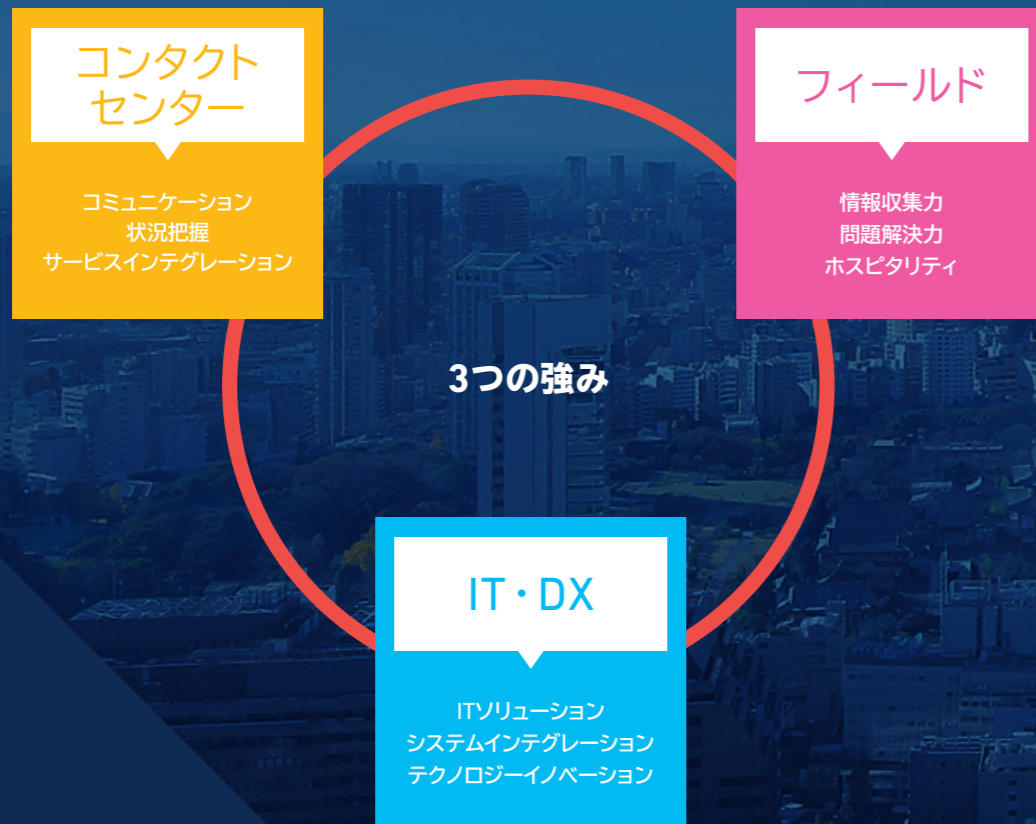 コンタクト
センター
コミュニケーション
状況把握
サービスインテグレーション
フィールド
情報収集力
問題解決力
ホスピタリティ
3つの強み
IT・DX
ITソリューション
システムインテグレーション
テクノロジーイノベーション